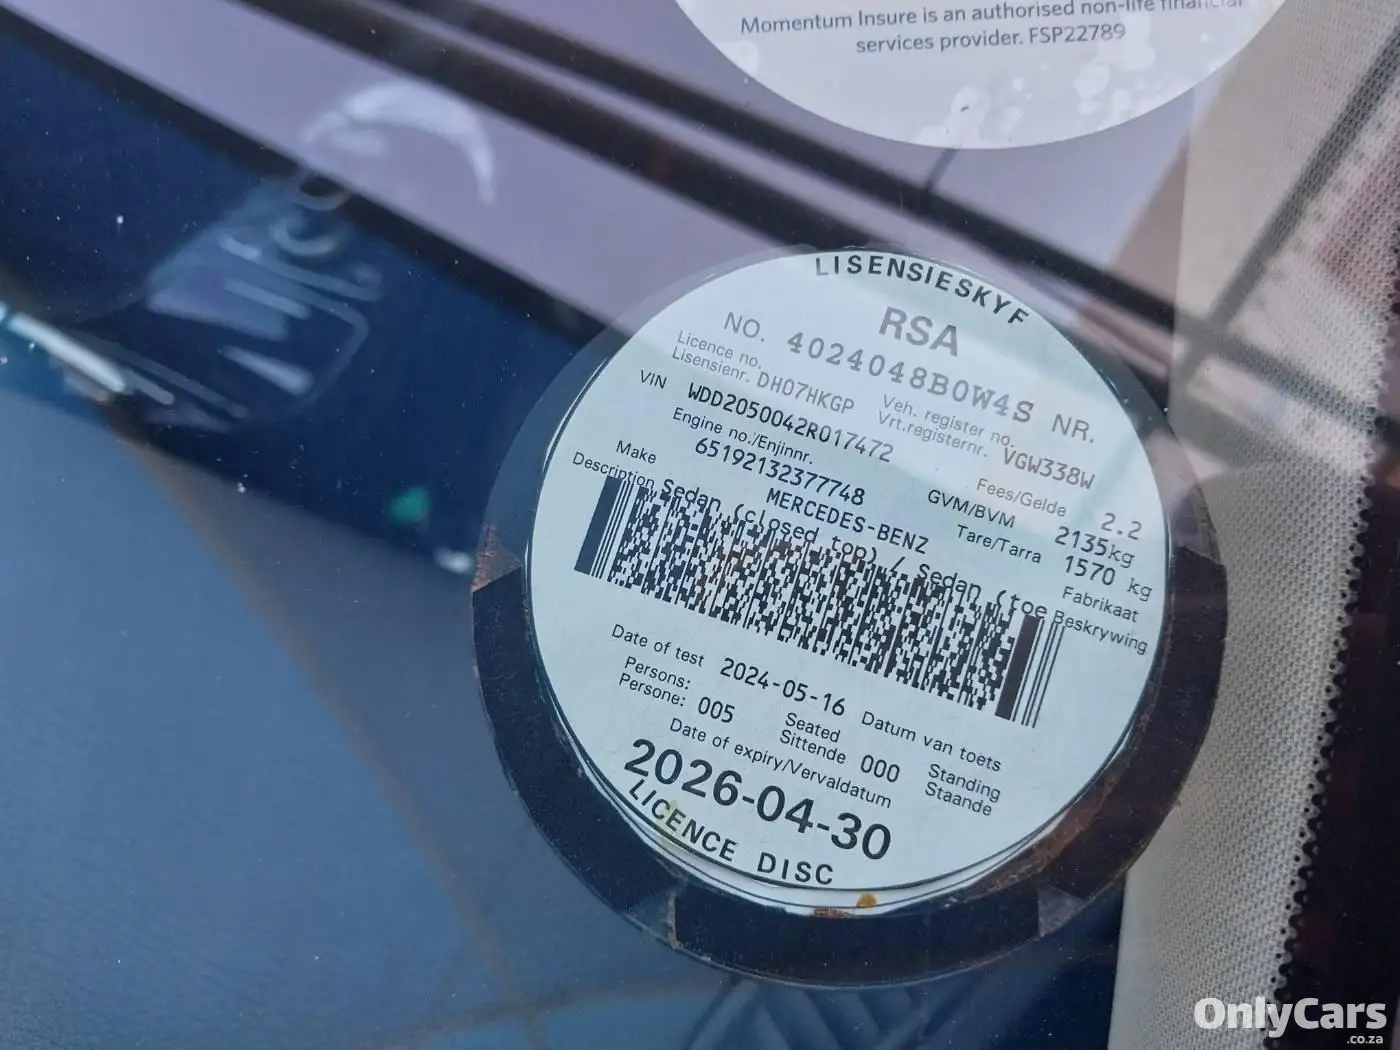 Momentum Insure is an authorised non-life financial
services provider. FSP22789
LISENSIESKYF
RSA
NO. 4024048B0W4S NR.
Licence no.
Lisensienr. DH07HKGP
Veh. register no.
Vrt.registernr. VGW338W
VIN WDD2050042R017472
Fees/Gelde 2.2
Engine no./Enjinnr.
65192132377748
GVM/BVM 2135kg
Tare/Tarra 1570 kg
Make MERCEDES-BENZ Fabrikaat
Description Sedan (closed top) / Sedan (toe Beskrywing
Date of test 2024-05-16 Datum van toets
Persons:
Persone: 005 Seated
Sittende 000 Standing
Staande
Date of expiry/Vervaldatum
2026-04-30
LICENCE DISC
OnlyCars
.co.za